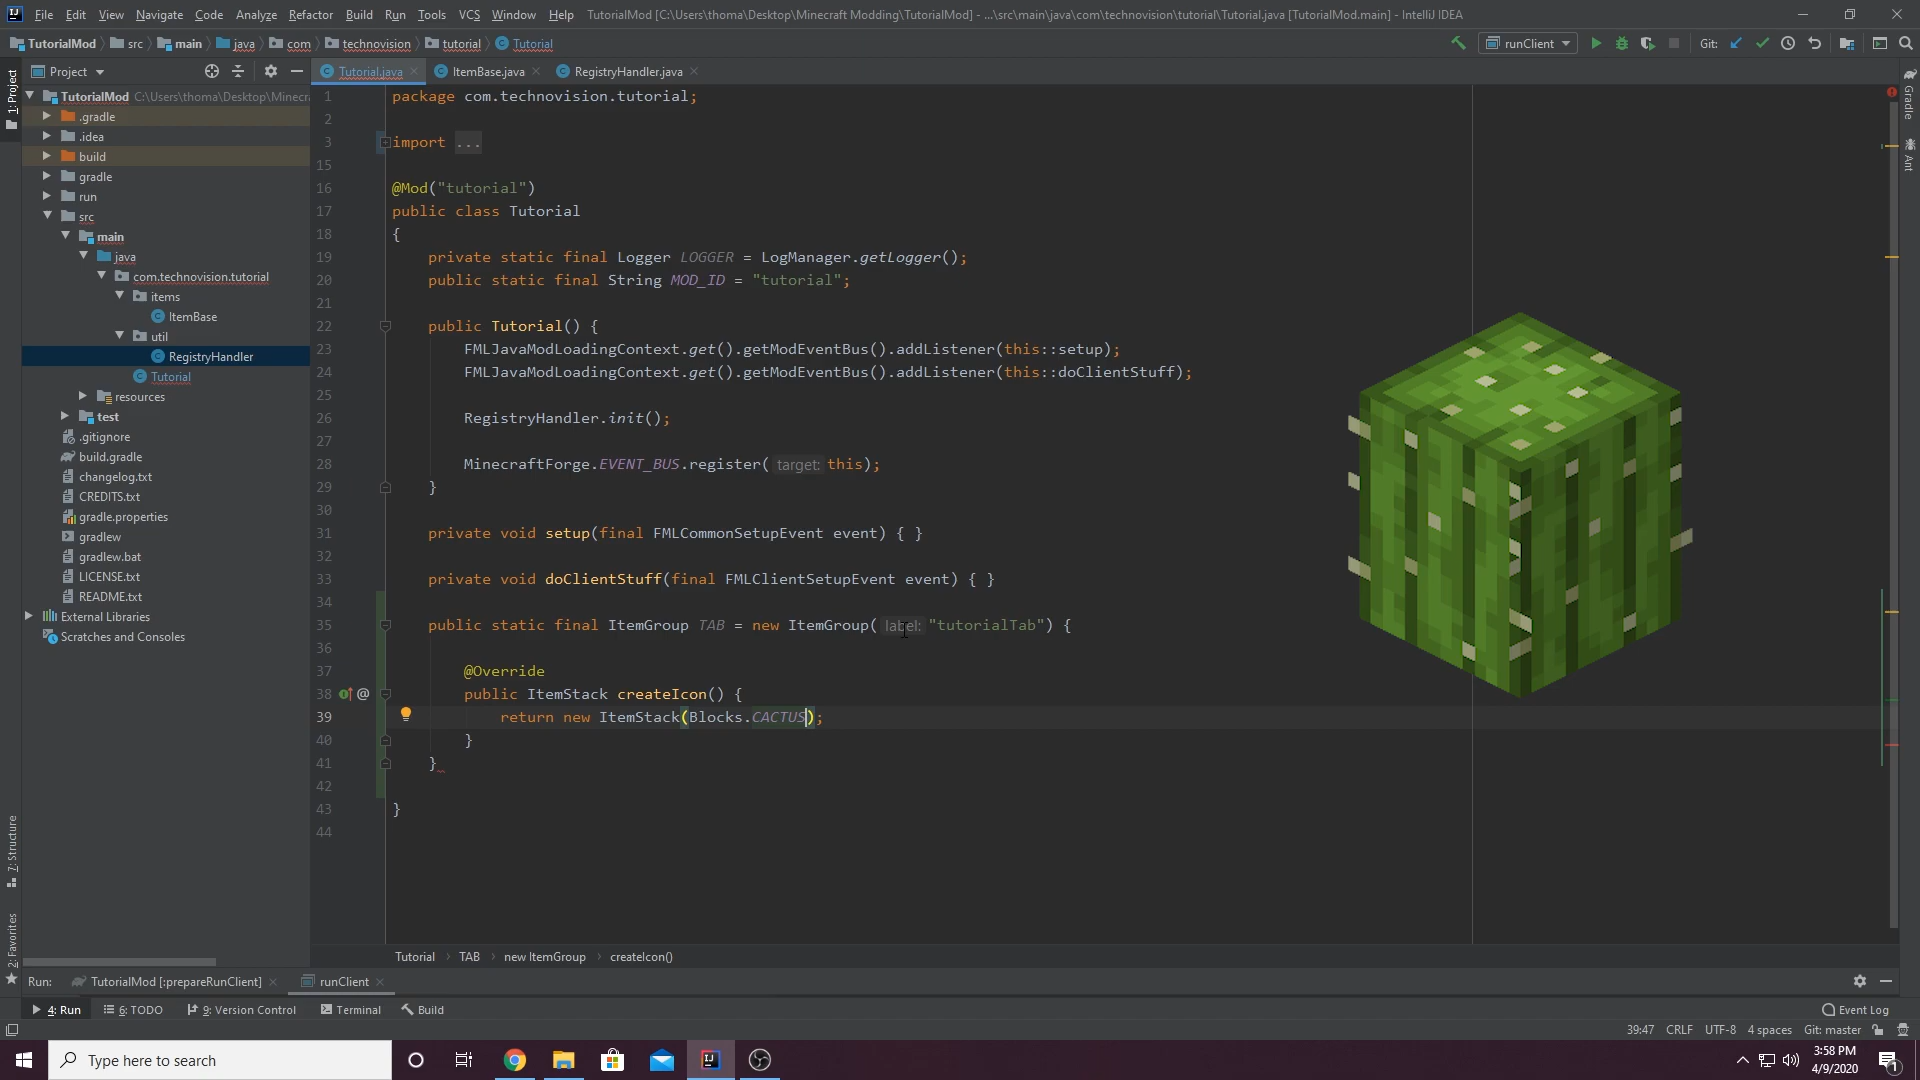 File Edit View Navigate Code Analyze Refactor Build Run Tools VCS Window Help TutorialMod [C:\Users\thoma\Desktop\Minecraft Modding\TutorialMod] - ...\src\main\java\com\technovision\tutorial\Tutorial.java [TutorialMod.main] - IntelliJ IDEA
TutorialMod src main java com technovision tutorial Tutorial runClient Git:
Project Tutorial.java ItemBase.java RegistryHandler.java
1: Project
TutorialMod C:\Users\thoma\Desktop\Minecra
.gradle
.idea
build
gradle
run
src
main
java
com.technovision.tutorial
items
ItemBase
util
RegistryHandler
Tutorial
resources
test
.gitignore
build.gradle
changelog.txt
CREDITS.txt
gradle.properties
gradlew
gradlew.bat
LICENSE.txt
README.txt
External Libraries
Scratches and Consoles
7: Structure
2: Favorites
1 package com.technovision.tutorial;
2
3 import ...
15
16 @Mod("tutorial")
17 public class Tutorial
18 {
19 private static final Logger LOGGER = LogManager.getLogger();
20 public static final String MOD_ID = "tutorial";
21
22 public Tutorial() {
23 FMLJavaModLoadingContext.get().getModEventBus().addListener(this::setup);
24 FMLJavaModLoadingContext.get().getModEventBus().addListener(this::doClientStuff);
25
26 RegistryHandler.init();
27
28 MinecraftForge.EVENT_BUS.register( target: this);
29 }
30
31 private void setup(final FMLCommonSetupEvent event) { }
32
33 private void doClientStuff(final FMLClientSetupEvent event) { }
34
35 public static final ItemGroup TAB = new ItemGroup( label: "tutorialTab") {
36
37 @Override
38 @ public ItemStack createIcon() {
39 return new ItemStack(Blocks.CACTUS);
40 }
41 }
42
43 }
44
Gradle
Ant
Tutorial TAB new ItemGroup createIcon()
Run: TutorialMod [:prepareRunClient] runClient
4: Run 6: TODO 9: Version Control Terminal Build Event Log
39:47 CRLF UTF-8 4 spaces Git: master
Type here to search
3:58 PM
4/9/2020
1